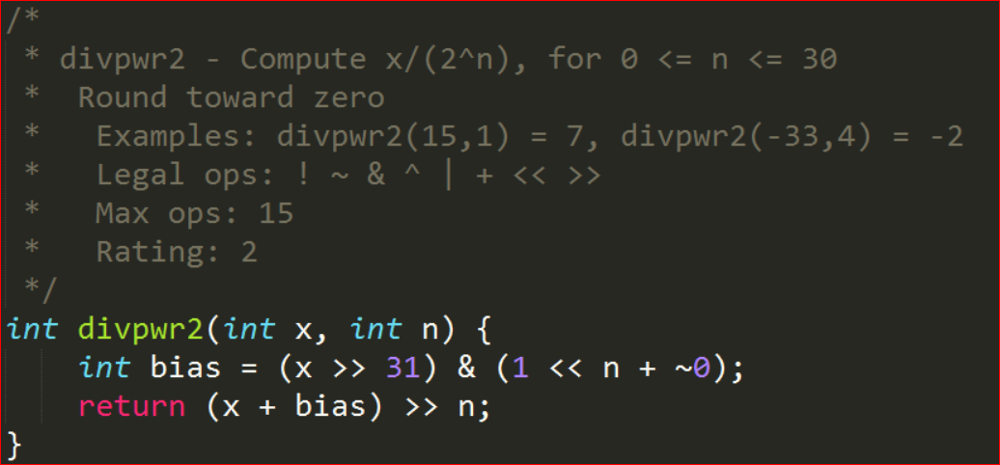 /*
 * divpwr2 - Compute x/(2^n), for 0 <= n <= 30
 *  Round toward zero
 *   Examples: divpwr2(15,1) = 7, divpwr2(-33,4) = -2
 *   Legal ops: ! ~ & ^ | + << >>
 *   Max ops: 15
 *   Rating: 2
 */
int divpwr2(int x, int n) {
    int bias = (x >> 31) & (1 << n + ~0);
    return (x + bias) >> n;
}